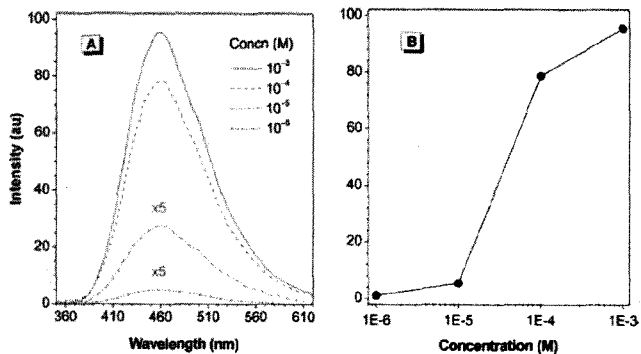 A
Concn (M)
10⁻³
10⁻⁴
10⁻⁵
10⁻⁶
x5
x5
100
80
60
40
20
0
Intensity (au)
360 410 460 510 560 610
Wavelength (nm)
B
100
80
60
40
20
0
1E-6 1E-5 1E-4 1E-3
Concentration (M)